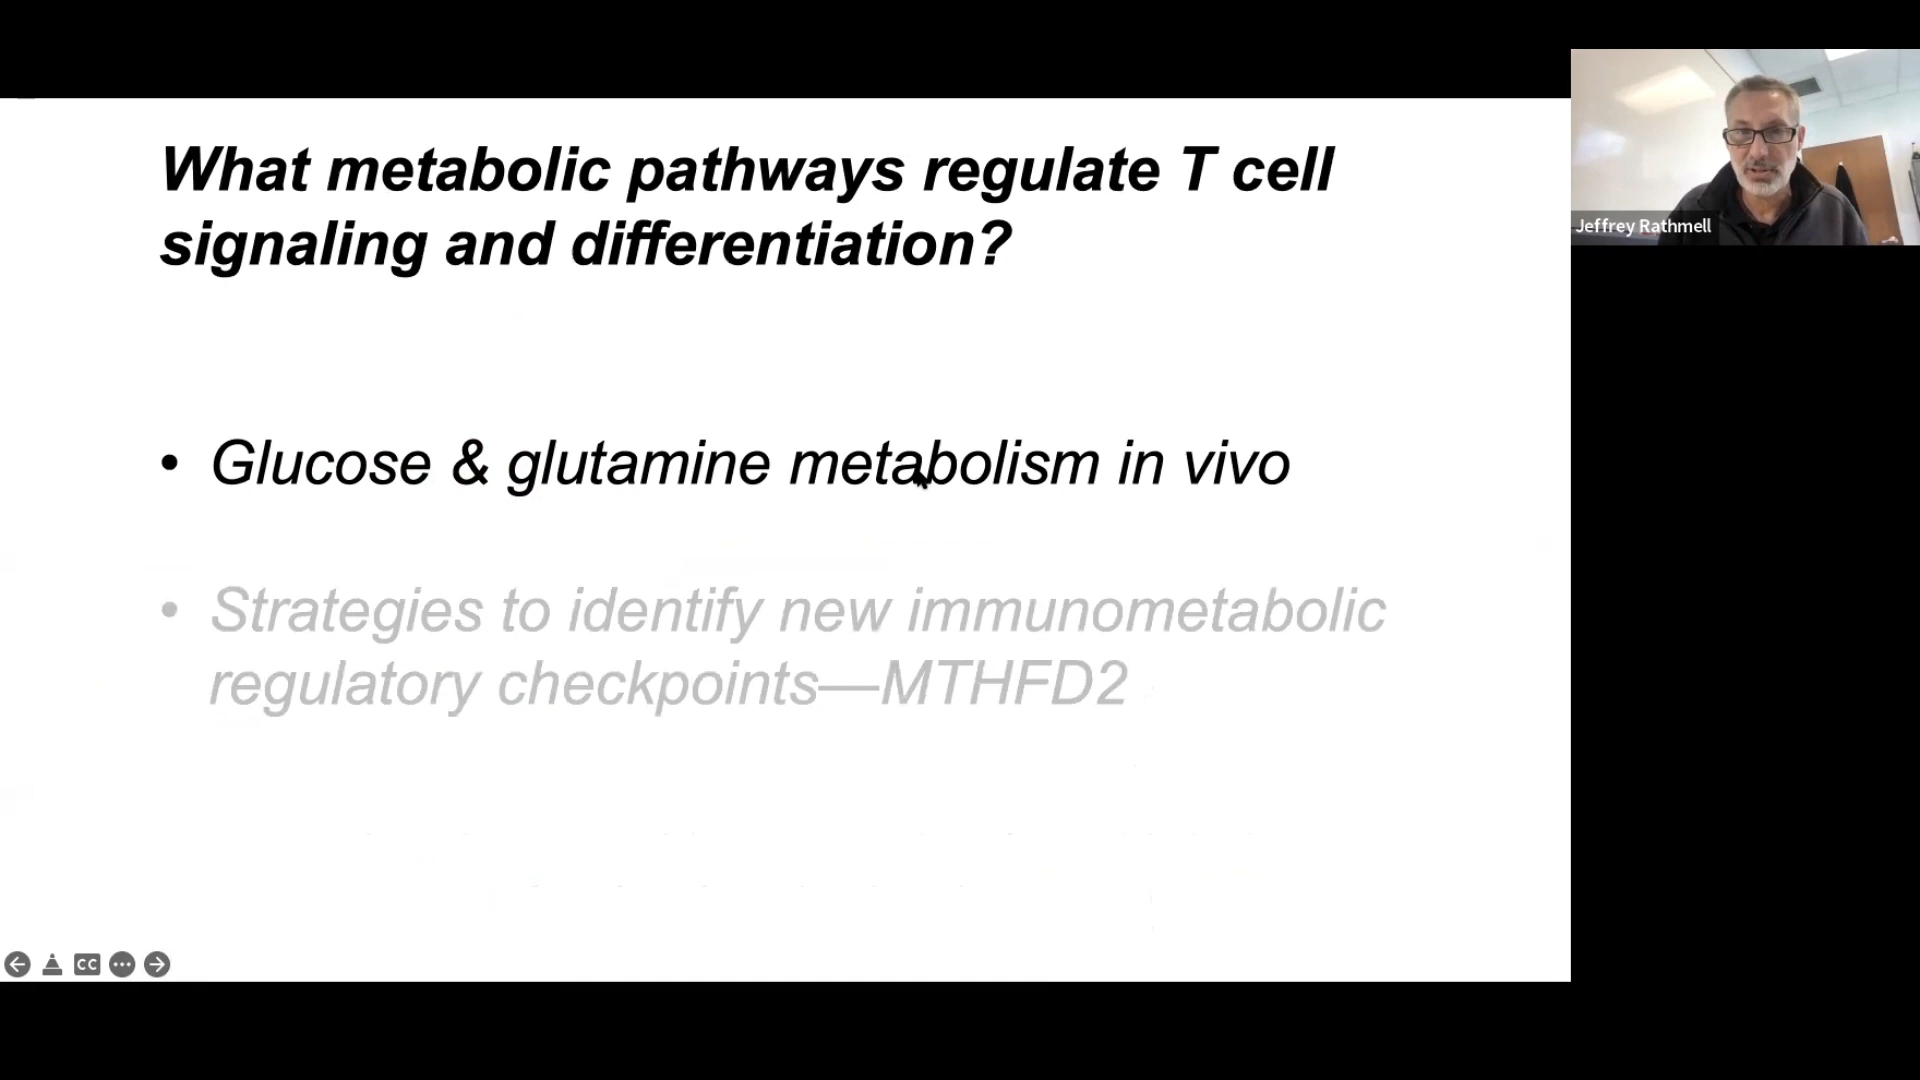 What metabolic pathways regulate T cell
signaling and differentiation?
• Glucose & glutamine metabolism in vivo
• Strategies to identify new immunometabolic
regulatory checkpoints—MTHFD2
Jeffrey Rathmell
CC